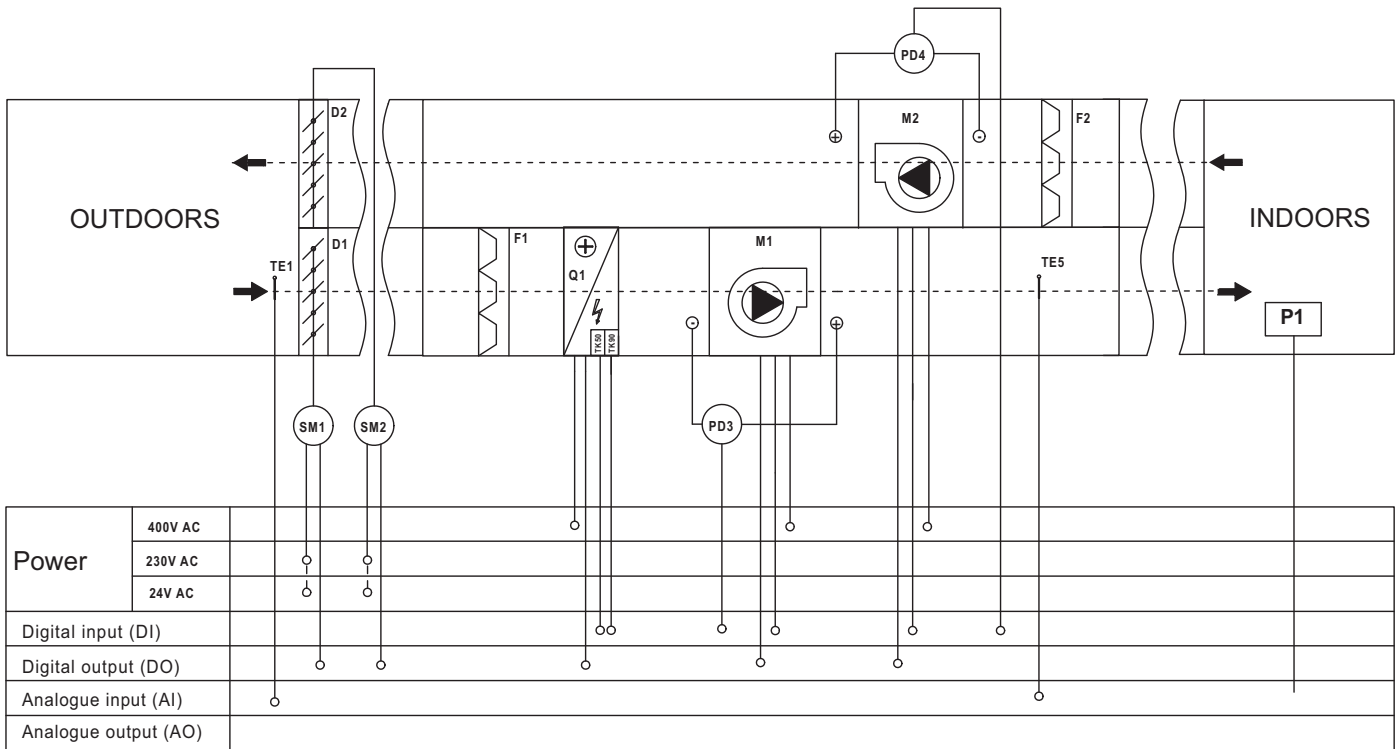 PD4
D2
M2
F2
OUTDOORS
INDOORS
D1
F1
M1
TE1
Q1
TE5
TK50
TK90
P1
SM1
SM2
PD3
Power
400V AC
230V AC
24V AC
Digital input (DI)
Digital output (DO)
Analogue input (AI)
Analogue output (AO)